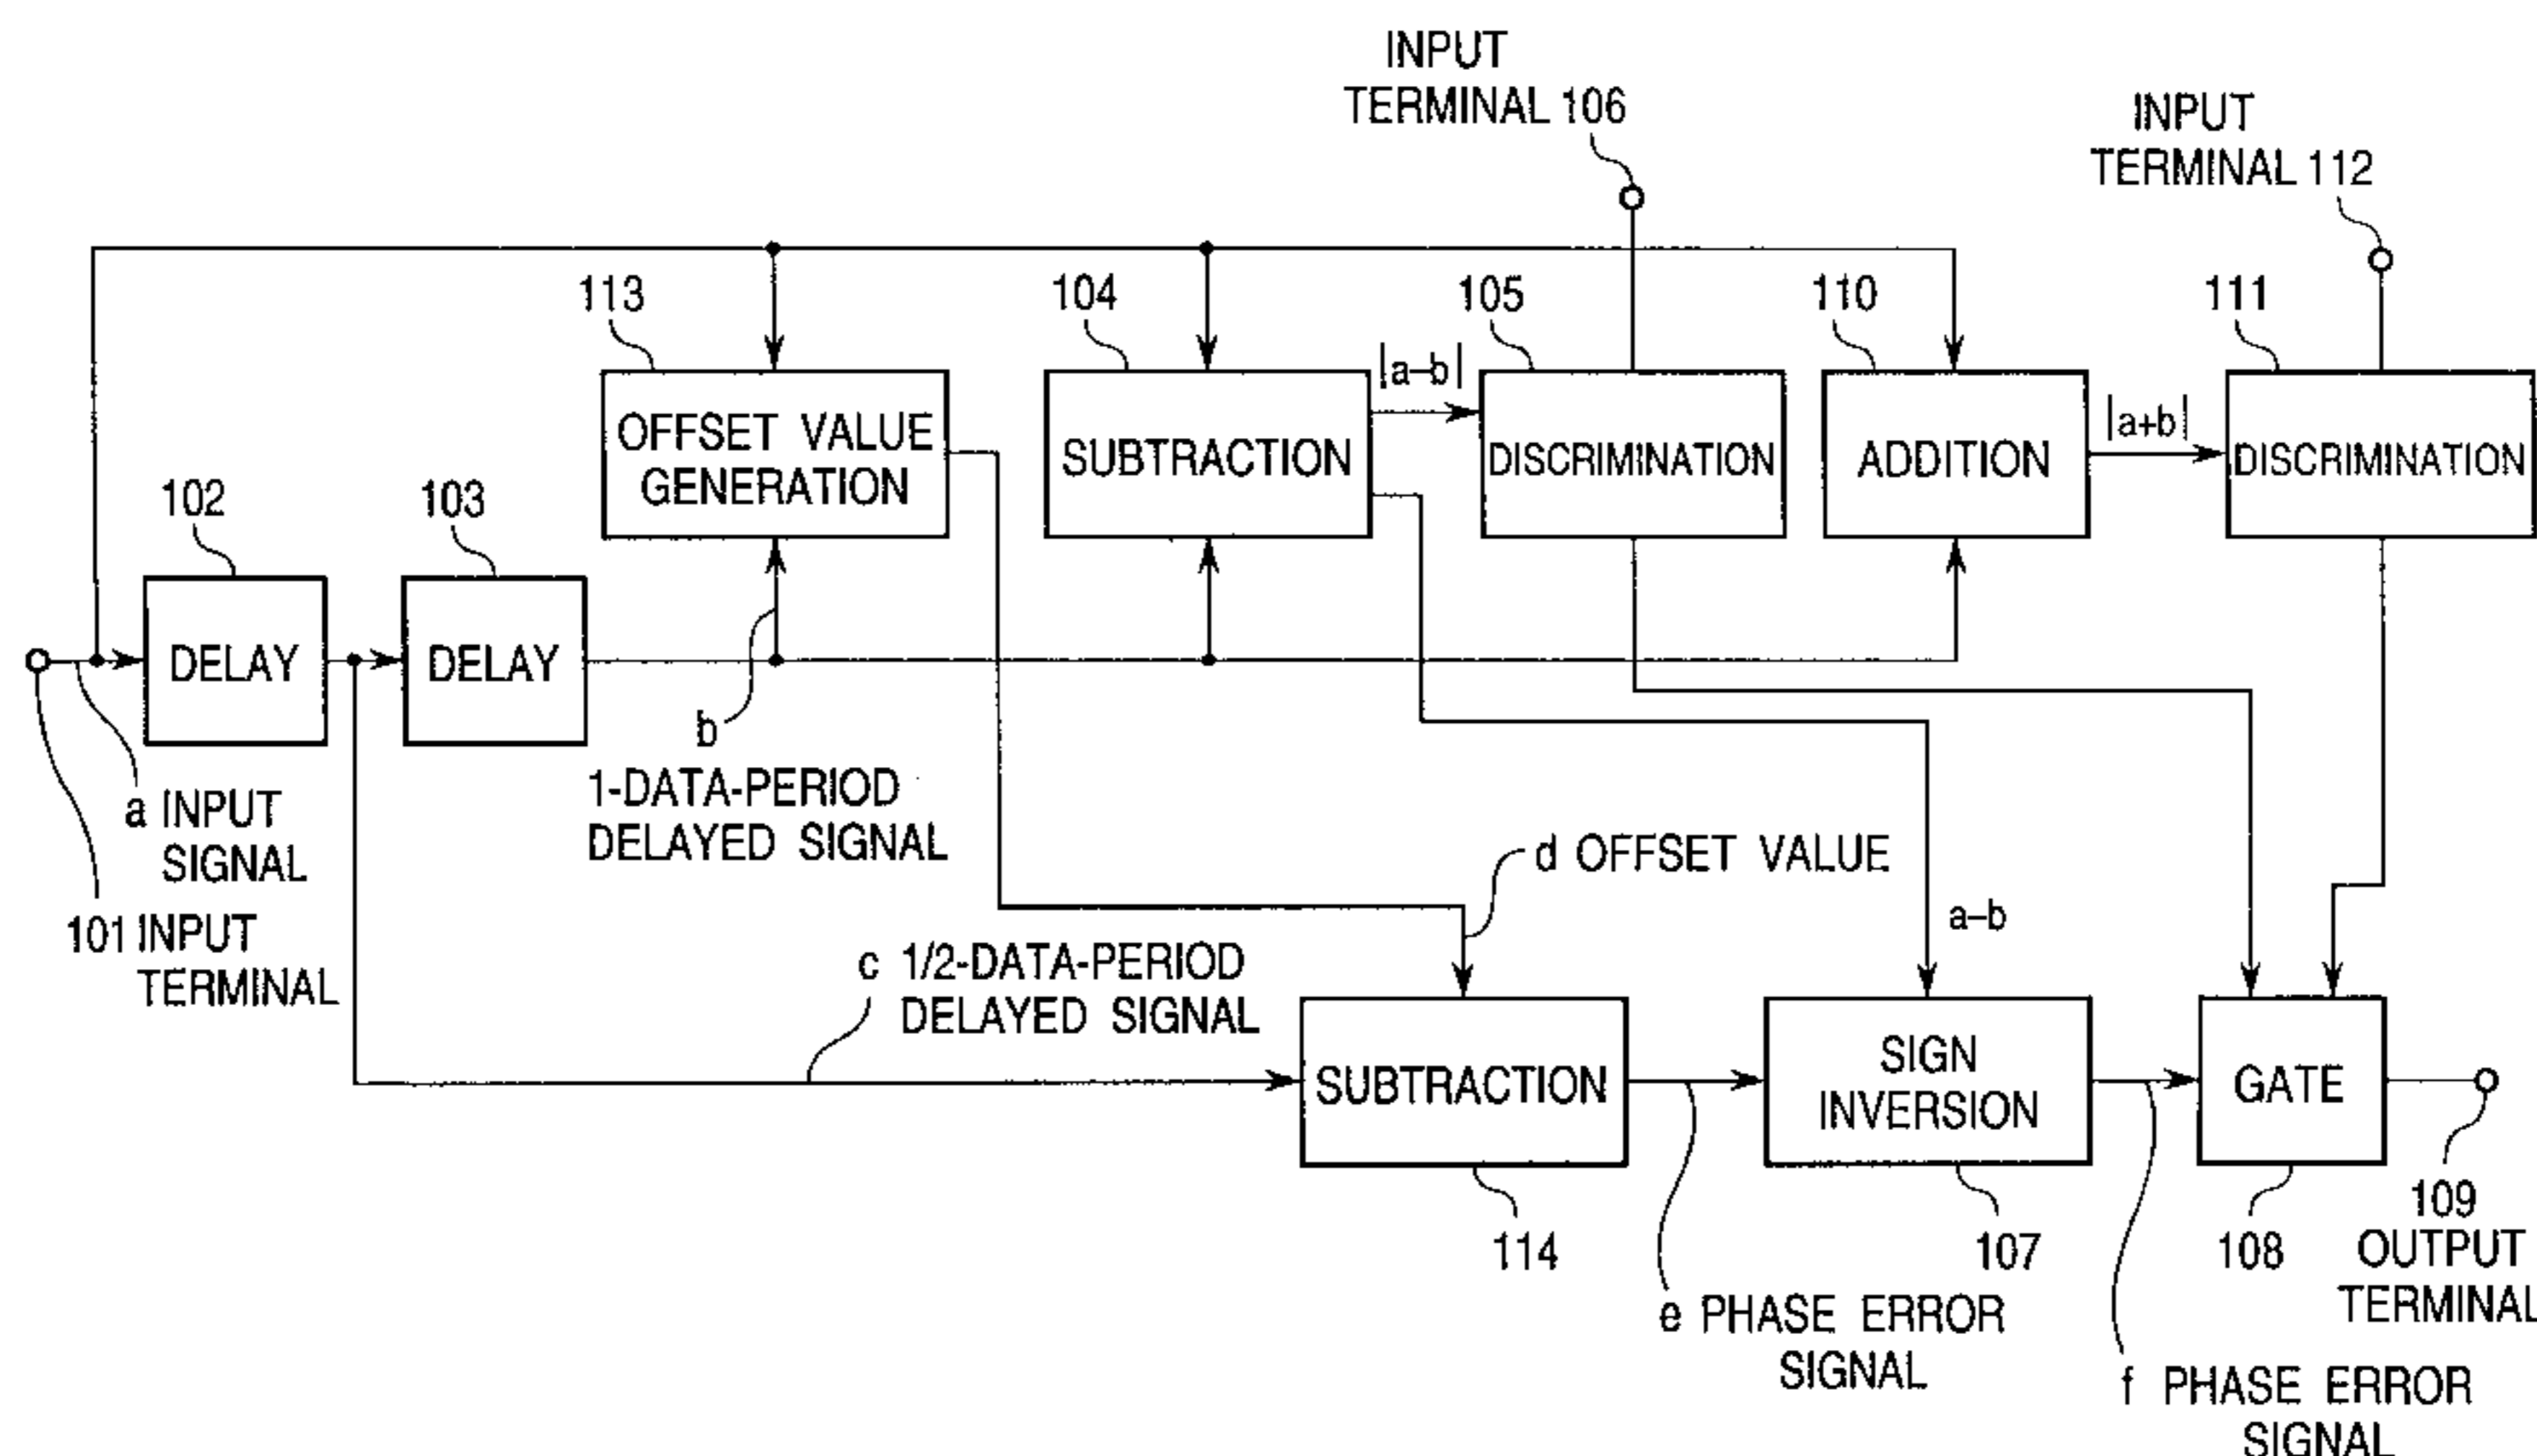 INPUT
TERMINAL 106
INPUT
TERMINAL 112
113
104
105
110
111
|a–b|
|a+b|
OFFSET VALUE
GENERATION
SUBTRACTION
DISCRIMINATION
ADDITION
DISCRIMINATION
102
103
DELAY
DELAY
b
1-DATA-PERIOD
DELAYED SIGNAL
a INPUT
SIGNAL
101 INPUT
TERMINAL
d OFFSET VALUE
a–b
c 1/2-DATA-PERIOD
DELAYED SIGNAL
SUBTRACTION
SIGN
INVERSION
GATE
114
107
108
109
OUTPUT
TERMINAL
e PHASE ERROR
SIGNAL
f PHASE ERROR
SIGNAL